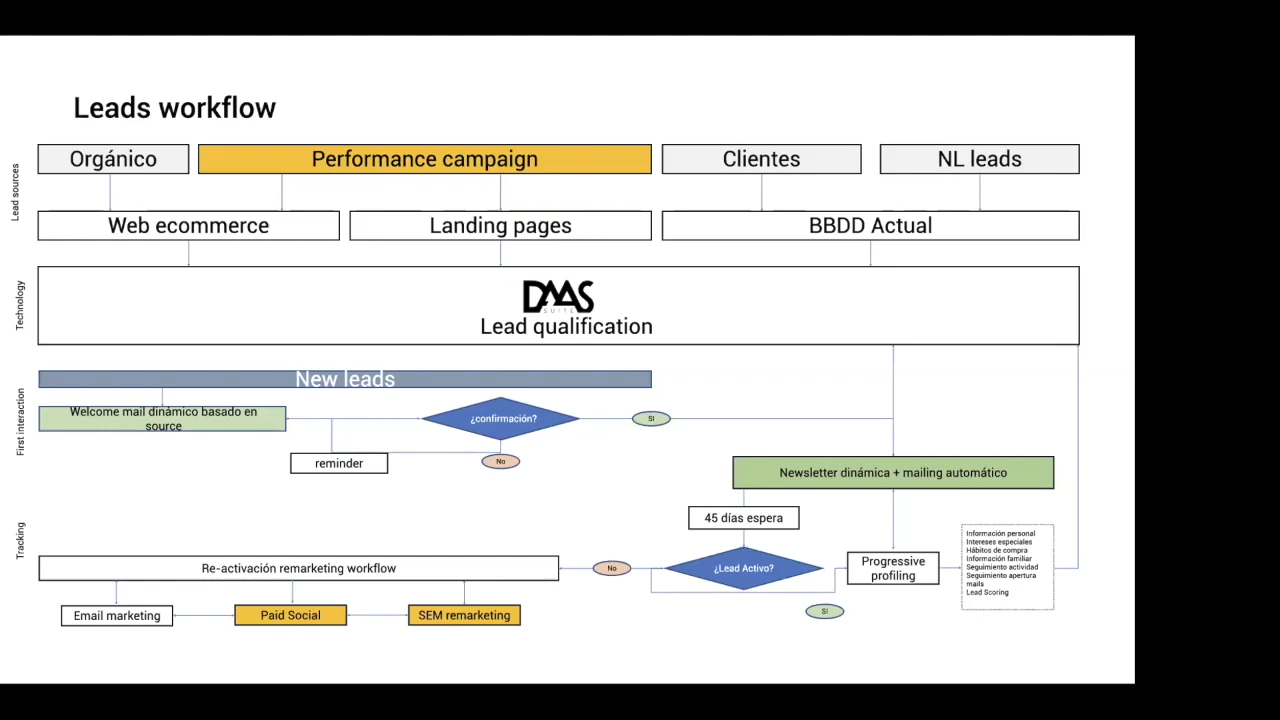 Leads workflow
Lead sources
Orgánico
Performance campaign
Clientes
NL leads
Web ecommerce
Landing pages
BBDD Actual
Technology
DAAS
SUITE
Lead qualification
First interaction
New leads
Welcome mail dinámico basado en
source
¿confirmación?
SI
reminder
No
Newsletter dinámica + mailing automático
Tracking
45 días espera
Re-activación remarketing workflow
No
¿Lead Activo?
Progressive
profiling
Información personal
Intereses especiales
Hábitos de compra
Información familiar
Seguimiento actividad
Seguimiento apertura
mails
Lead Scoring
SI
Email marketing
Paid Social
SEM remarketing